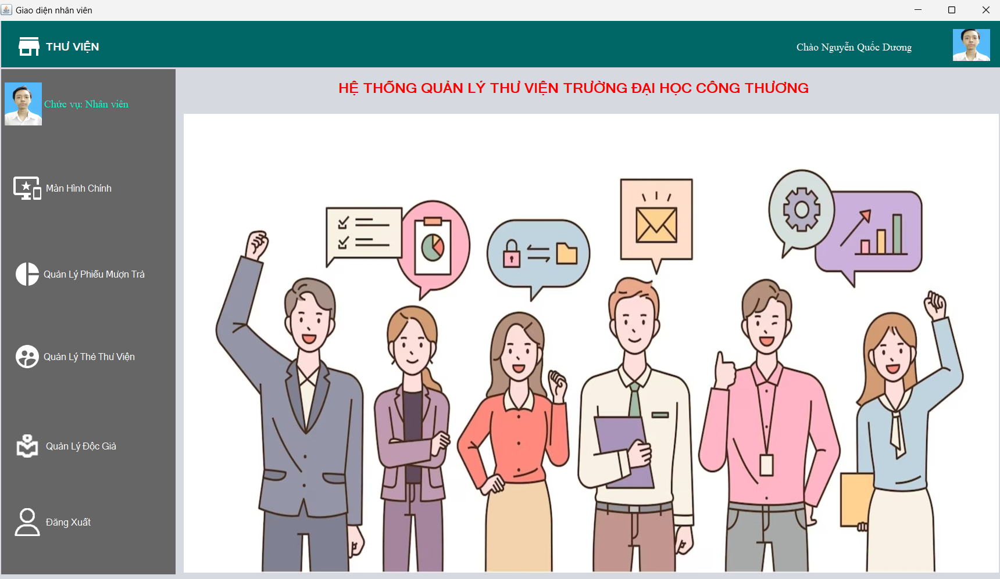 Giao diện nhân viên
THƯ VIỆN
Chào Nguyễn Quốc Dương
Chức vụ: Nhân viên
HỆ THỐNG QUẢN LÝ THƯ VIỆN TRƯỜNG ĐẠI HỌC CÔNG THƯƠNG
Màn Hình Chính
Quản Lý Phiếu Mượn Trả
Quản Lý Thẻ Thư Viện
Quản Lý Độc Giả
Đăng Xuất